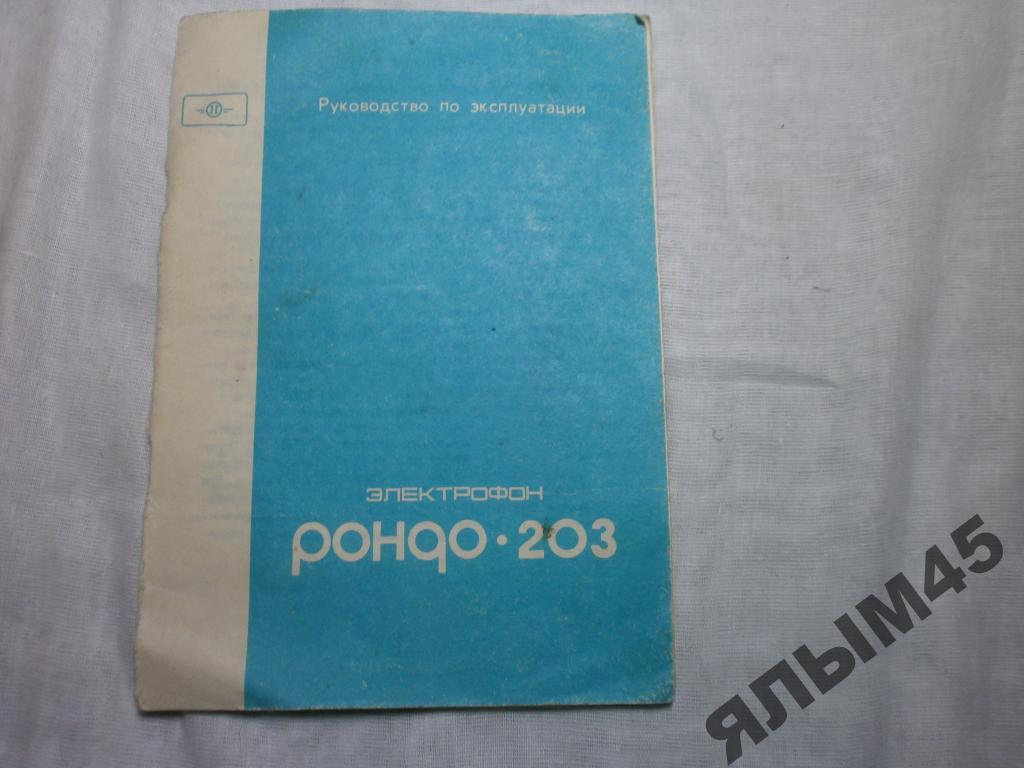 Руководство по эксплуатации
ЭЛЕКТРОФОН
РОНДО · 203
ЯЛЫМ45